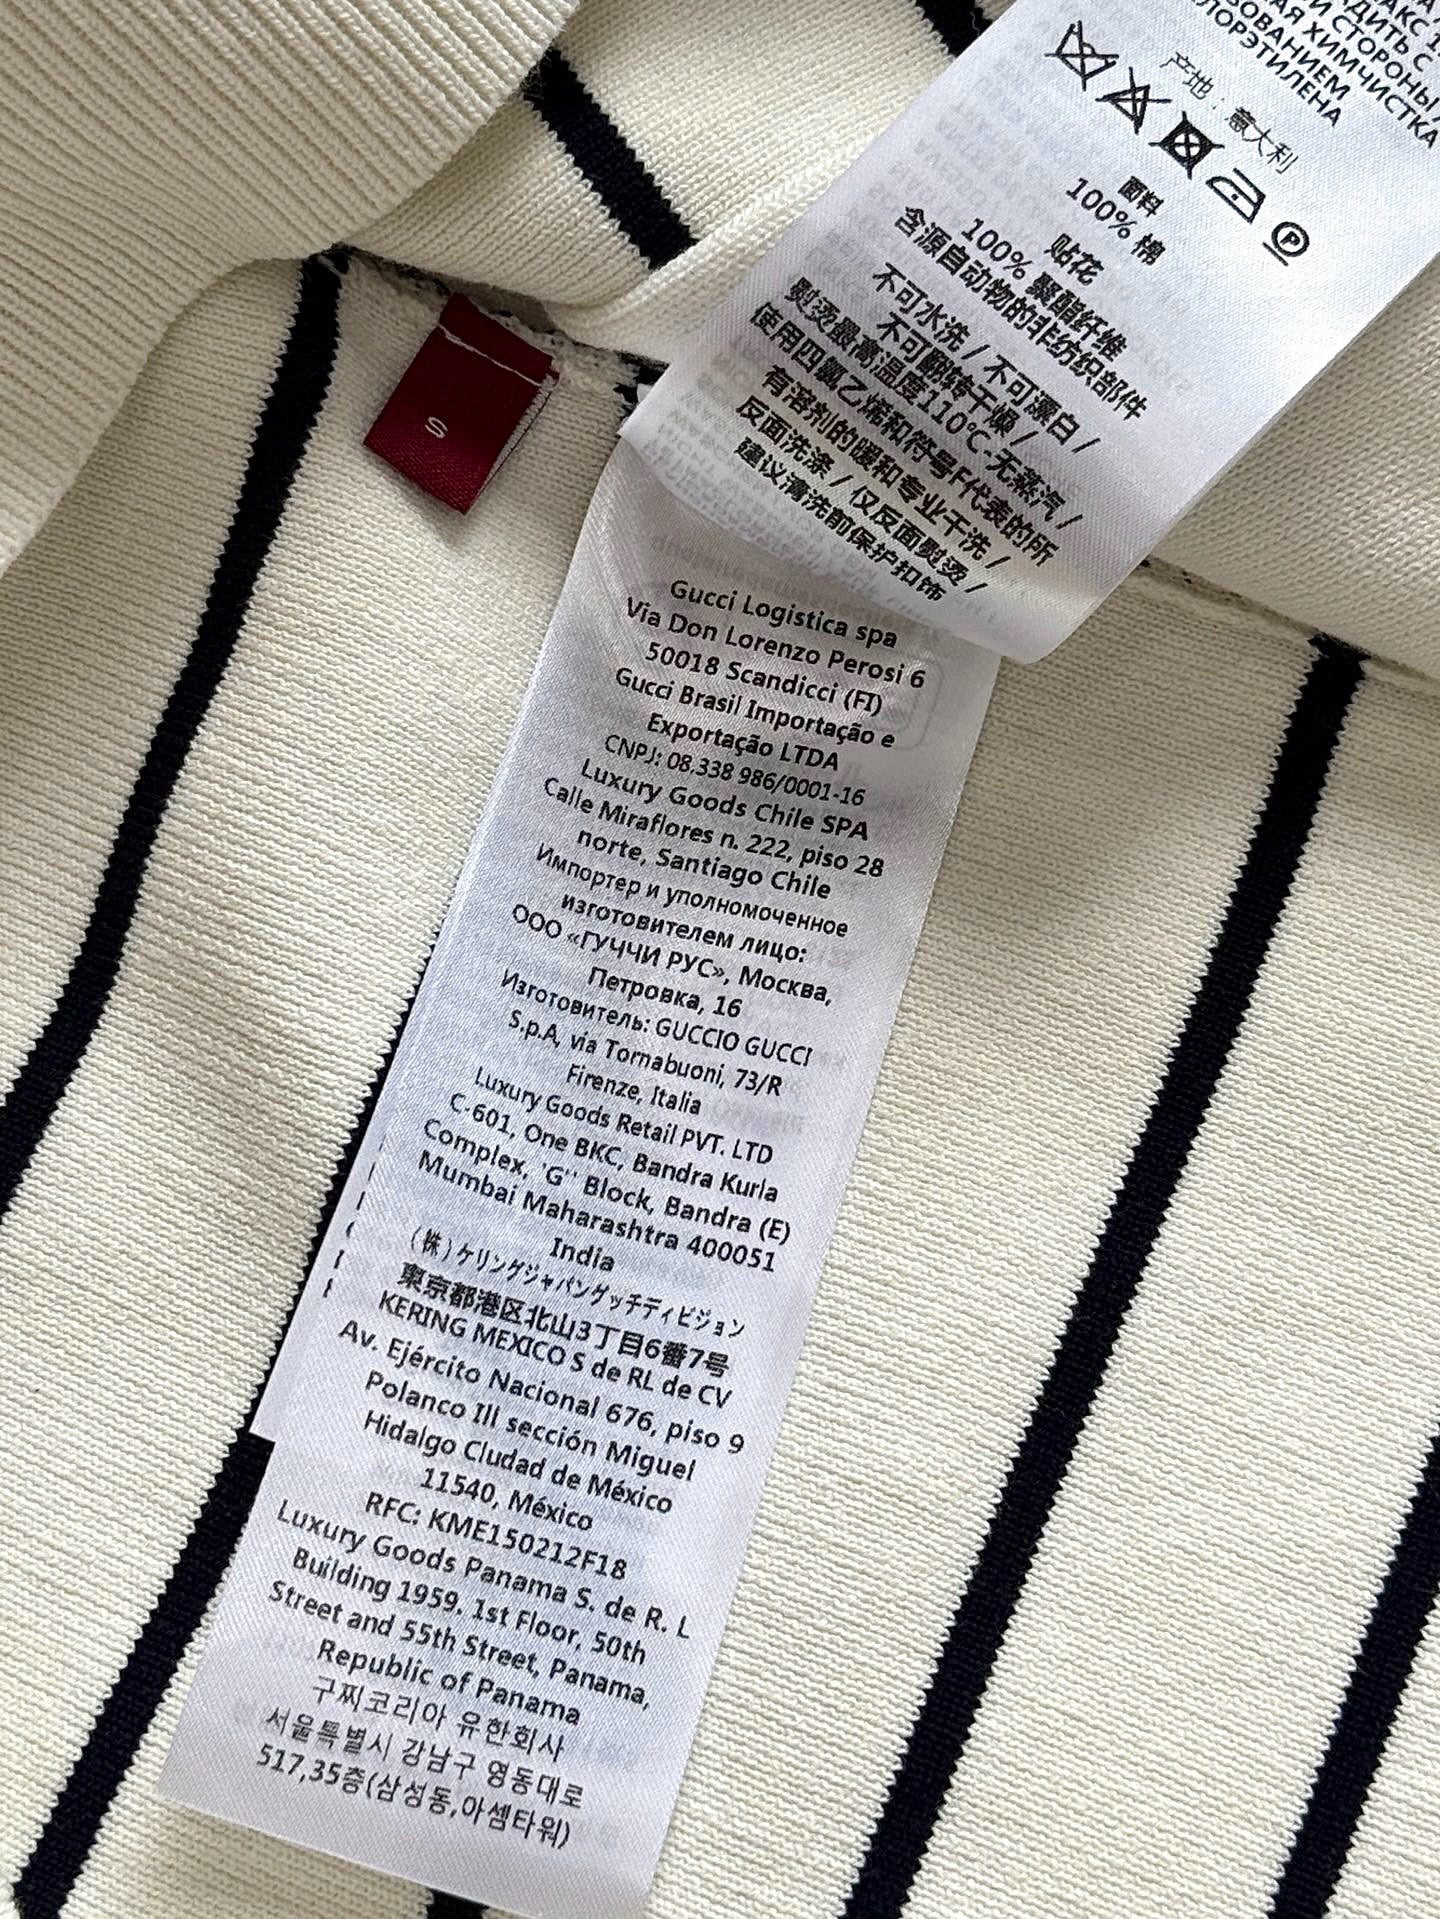 АКС 1
ДИТЬ С
И СТОРОНЫ
АЯ ХИМЧИСТКА
ЗОВАНИЕМ
ЛОРЭТИЛЕНА
产地：意大利
P
面料
100% 棉
贴花
100% 聚酯纤维
含源自动物的非纺织部件
不可水洗 / 不可漂白 /
不可翻转干燥 /
熨烫最高温度110℃-无蒸汽 /
使用四氯乙烯和符号F代表的所
有溶剂的缓和专业干洗 /
反面洗涤 / 仅反面熨烫 /
建议清洗前保护扣饰
S
Gucci Logistica spa
Via Don Lorenzo Perosi 6
50018 Scandicci (FI)
Gucci Brasil Importação e
Exportação LTDA
CNPJ: 08.338 986/0001-16
Luxury Goods Chile SPA
Calle Miraflores n. 222, piso 28
norte, Santiago Chile
Импортер и уполномоченное
изготовителем лицо:
ООО «ГУЧЧИ РУС», Москва,
Петровка, 16
Изготовитель: GUCCIO GUCCI
S.p.A, via Tornabuoni, 73/R
Firenze, Italia
Luxury Goods Retail PVT. LTD
C-601, One BKC, Bandra Kurla
Complex, 'G'' Block, Bandra (E)
Mumbai Maharashtra 400051
India
(株)ケリングジャパングッチディビジョン
東京都港区北山3丁目6番7号
KERING MEXICO S de RL de CV
Av. Ejército Nacional 676, piso 9
Polanco III sección Miguel
Hidalgo Ciudad de México
11540, México
RFC: KME150212F18
Luxury Goods Panama S. de R. L
Building 1959. 1st Floor, 50th
Street and 55th Street, Panama,
Republic of Panama
구찌코리아 유한회사
서울특별시 강남구 영동대로
517,35층(삼성동,아셈타워)